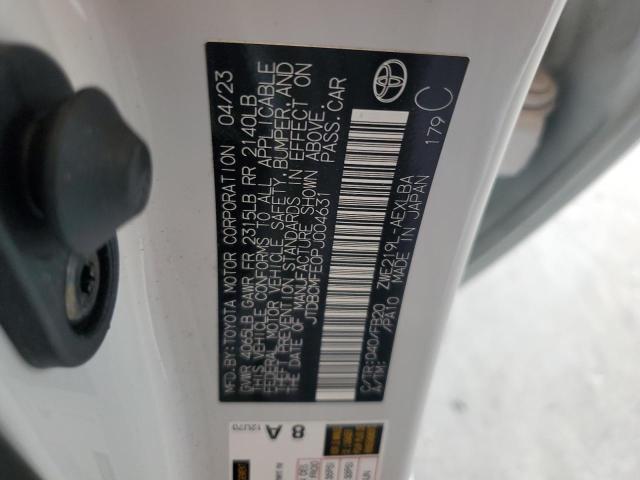 MFD.BY:TOYOTA MOTOR CORPORATION 04/23
GVWR 4065LB GAWR FR 2315LB RR 2140LB
THIS VEHICLE CONFORMS TO ALL APPLICABLE
FEDERAL MOTOR VEHICLE SAFETY, BUMPER, AND
THEFT PREVENTION STANDARDS IN EFFECT ON
THE DATE OF MANUFACTURE SHOWN ABOVE.
JTDBCMFE0PJ004631 PASS.CAR
C/TR:040/FB20 ZWE219L-AEXLBA
A/TM: /PA10 MADE IN JAPAN
179 C
8 A
12U70